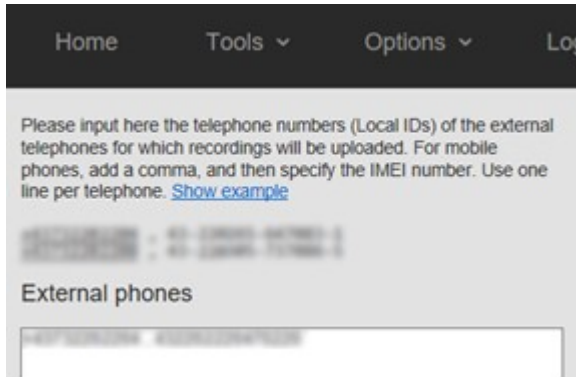 Home Tools Options
Please input here the telephone numbers (Local IDs) of the external
telephones for which recordings will be uploaded. For mobile
phones, add a comma, and then specify the IMEI number. Use one
line per telephone. Show example
External phones